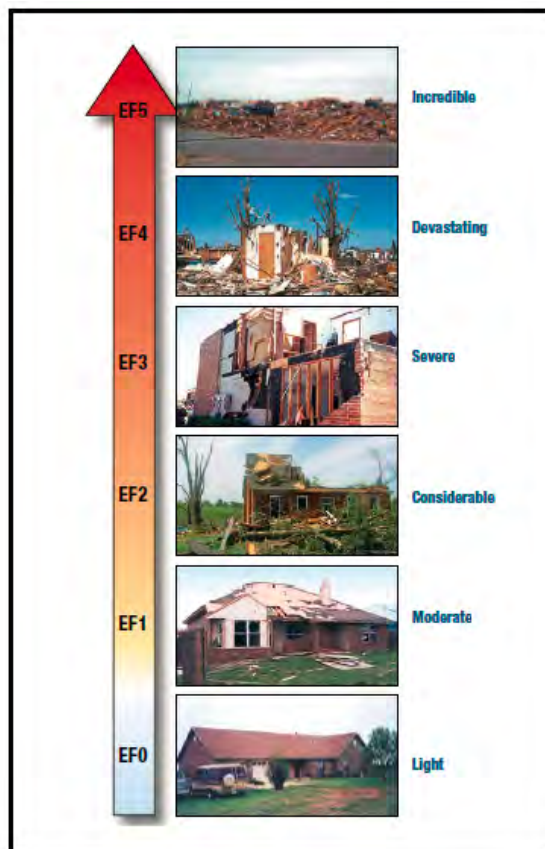 EF5
Incredible
EF4
Devastating
EF3
Severe
EF2
Considerable
EF1
Moderate
EF0
Light